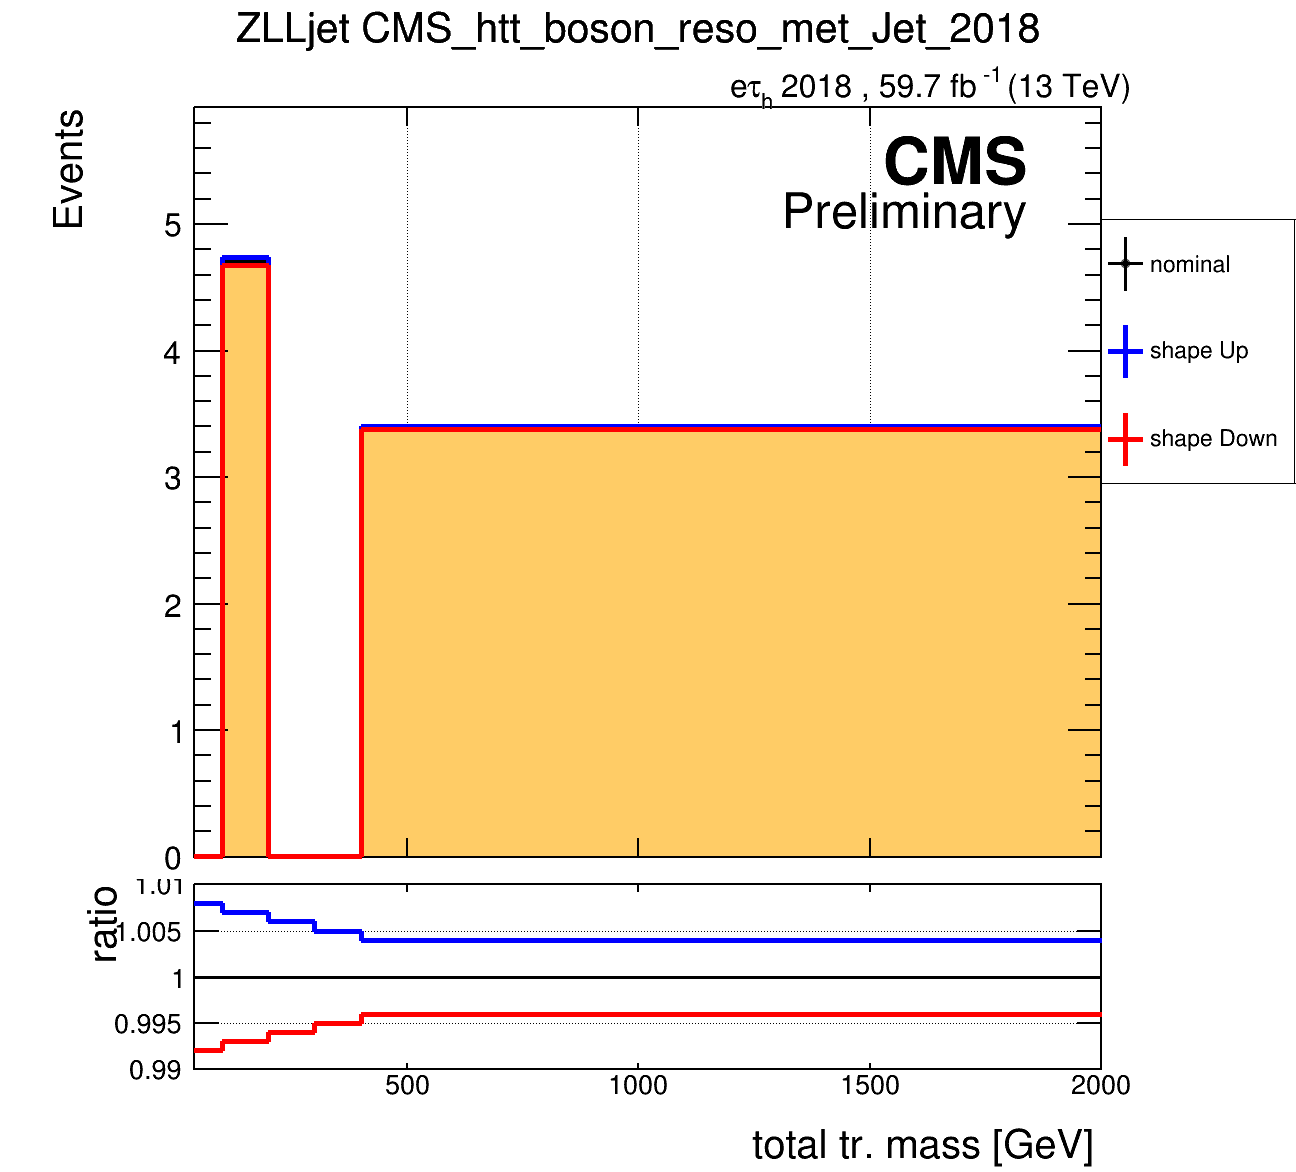 ZLLjet CMS_htt_boson_reso_met_Jet_2018
eτh 2018 , 59.7 fb-1 (13 TeV)
Events
CMS
Preliminary
5
4
3
2
1
0
nominal
shape Up
shape Down
ratio
1.01
1.005
1
0.995
0.99
500 1000 1500 2000
total tr. mass [GeV]